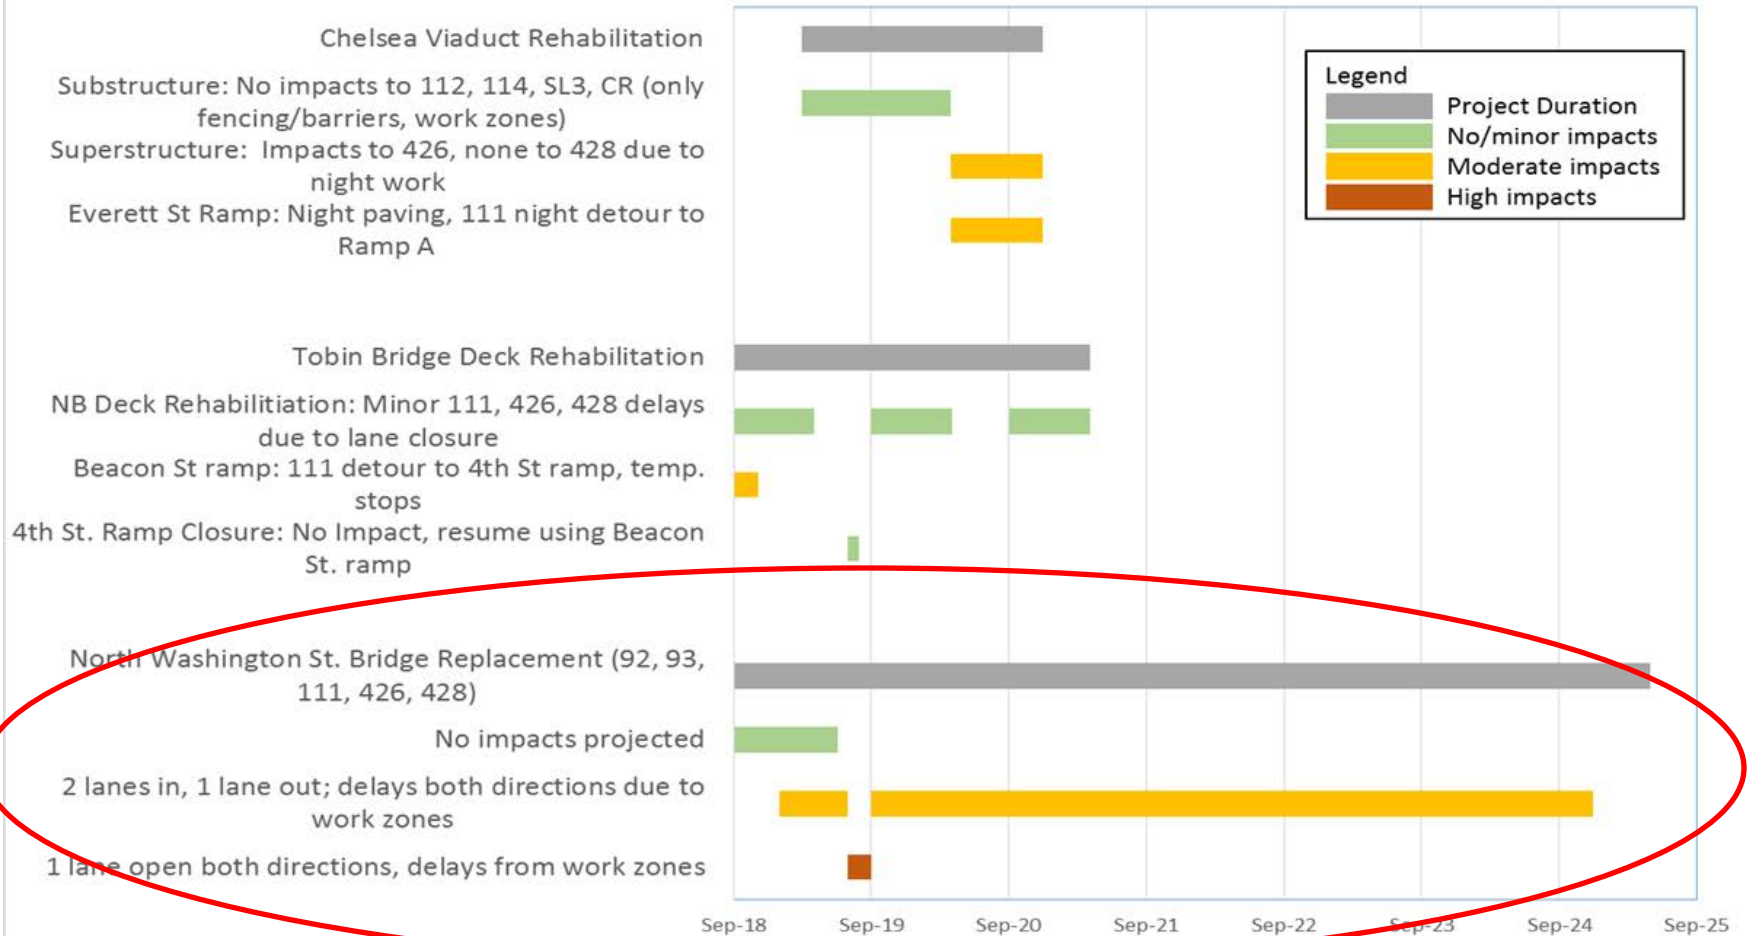 Chelsea Viaduct Rehabilitation
Substructure: No impacts to 112, 114, SL3, CR (only
fencing/barriers, work zones)
Superstructure:  Impacts to 426, none to 428 due to
night work
Everett St Ramp: Night paving, 111 night detour to
Ramp A
Legend
Project Duration
No/minor impacts
Moderate impacts
High impacts
Tobin Bridge Deck Rehabilitation
NB Deck Rehabilitiation: Minor 111, 426, 428 delays
due to lane closure
Beacon St ramp: 111 detour to 4th St ramp, temp.
stops
4th St. Ramp Closure: No Impact, resume using Beacon
St. ramp
North Washington St. Bridge Replacement (92, 93,
111, 426, 428)
No impacts projected
2 lanes in, 1 lane out; delays both directions due to
work zones
1 lane open both directions, delays from work zones
Sep-18 Sep-19 Sep-20 Sep-21 Sep-22 Sep-23 Sep-24 Sep-25